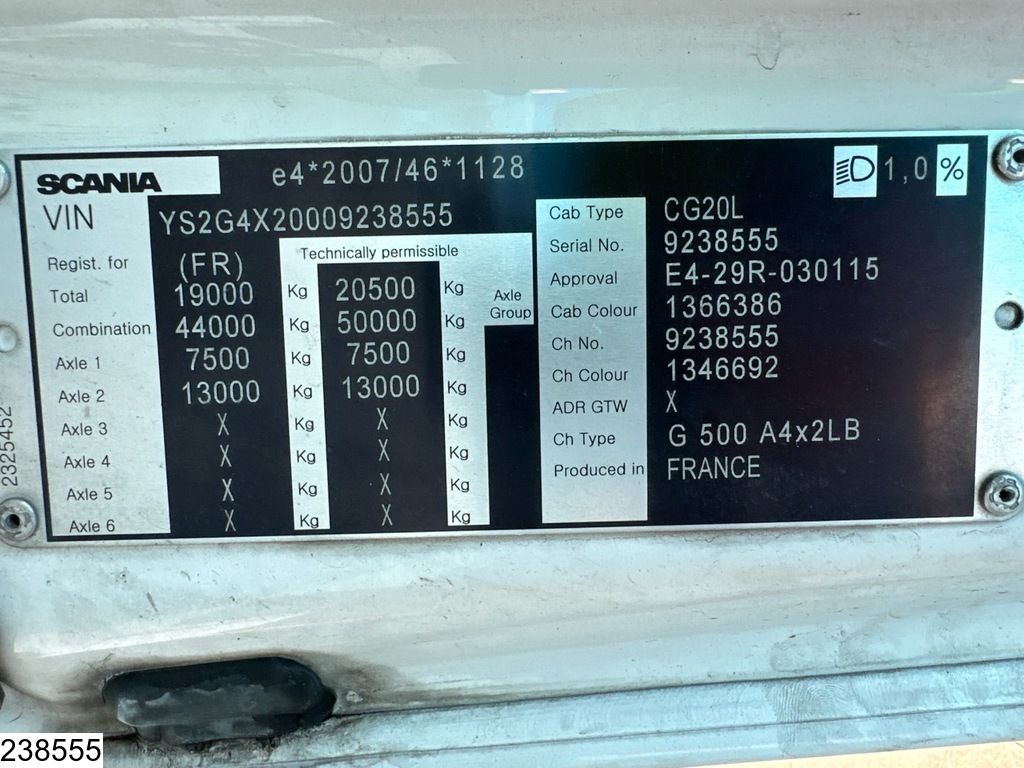 SCANIA e4*2007/46*1128 1,0 %
VIN YS2G4X20009238555
Technically permissible
Regist. for (FR)
Total 19000 Kg 20500 Kg Axle Group
Combination 44000 Kg 50000 Kg
Axle 1 7500 Kg 7500 Kg
Axle 2 13000 Kg 13000 Kg
Axle 3 X Kg X Kg
Axle 4 X Kg X Kg
Axle 5 X Kg X Kg
Axle 6 X Kg X Kg
Cab Type CG20L
Serial No. 9238555
Approval E4-29R-030115
Cab Colour 1366386
Ch No. 9238555
Ch Colour 1346692
ADR GTW X
Ch Type G 500 A4x2LB
Produced in FRANCE
2325452
238555